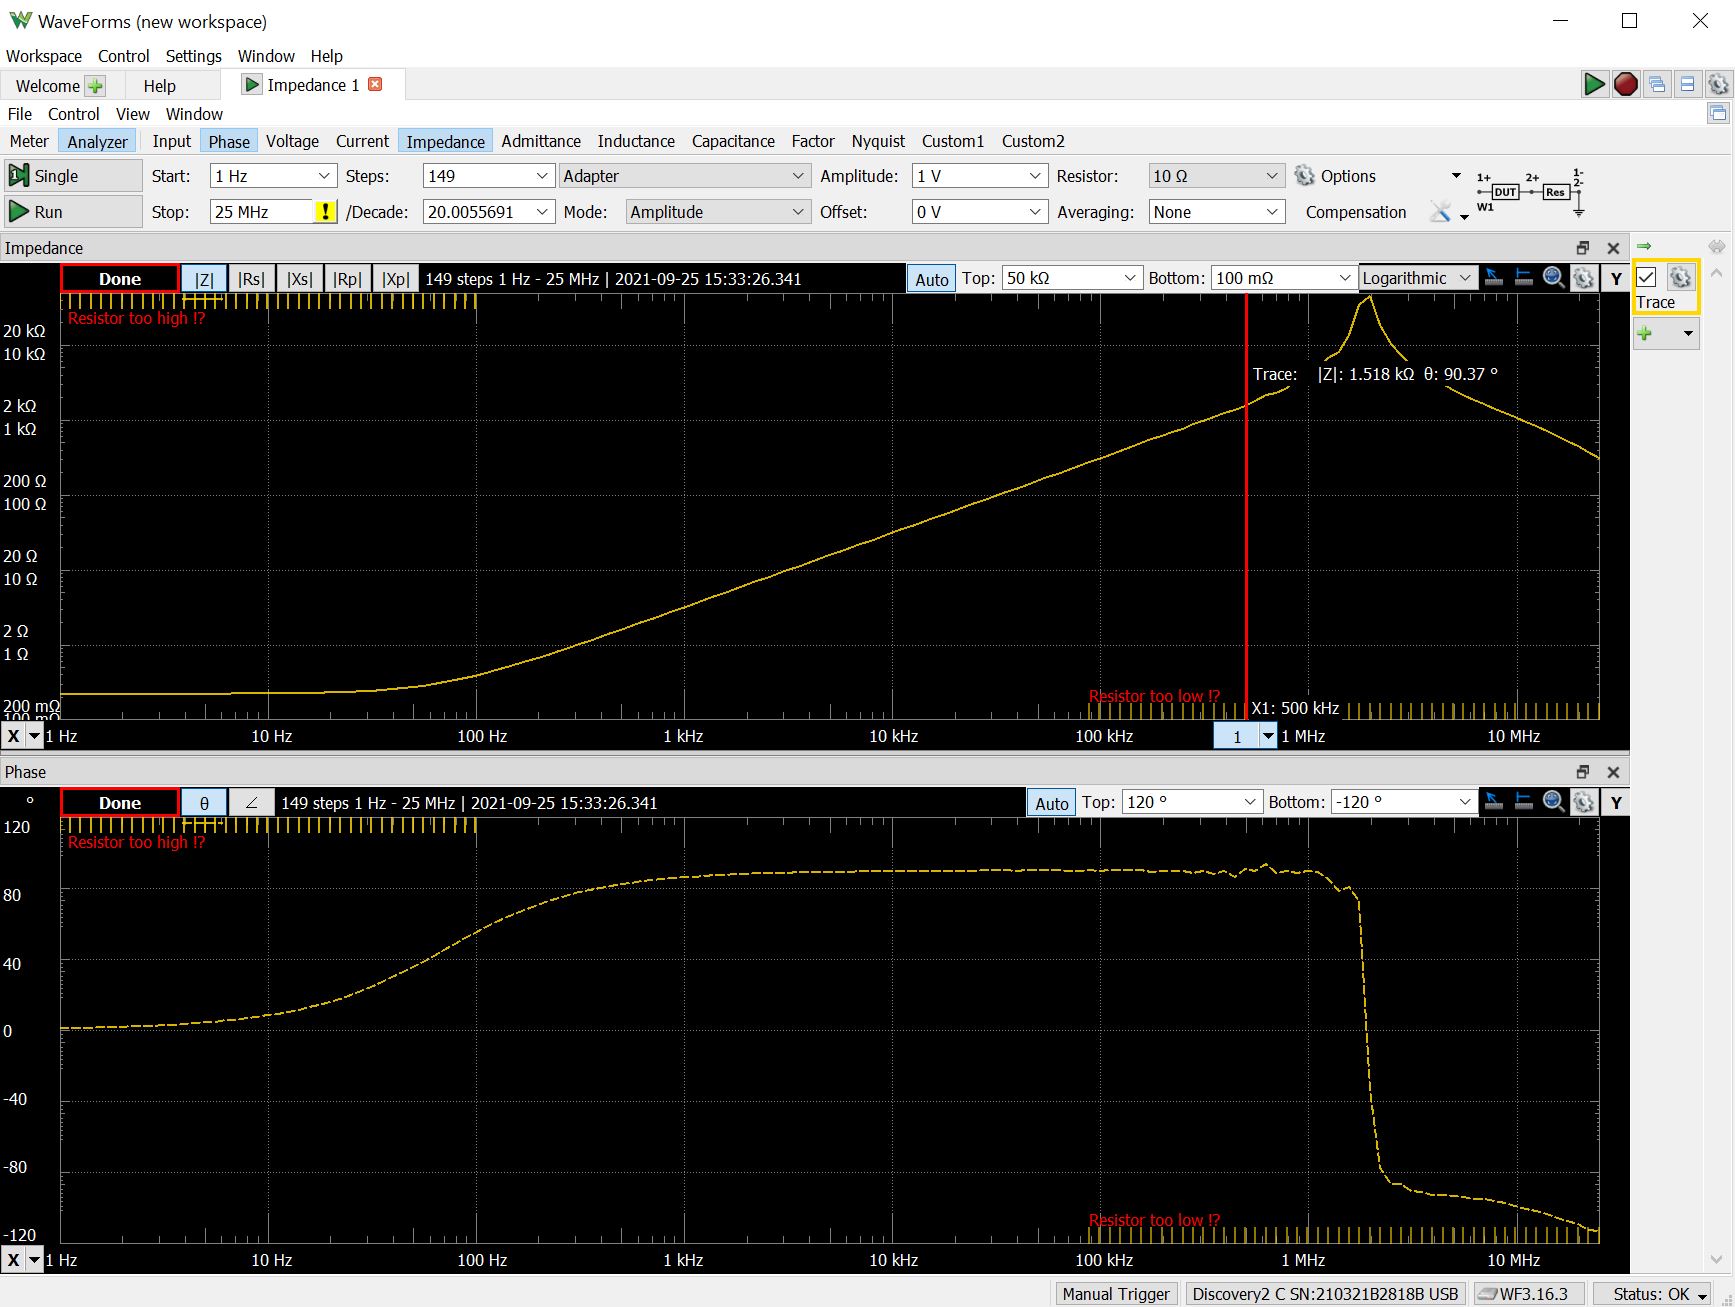 WaveForms (new workspace)
Workspace Control Settings Window Help
Welcome Help Impedance 1
File Control View Window
Meter Analyzer Input Phase Voltage Current Impedance Admittance Inductance Capacitance Factor Nyquist Custom1 Custom2
Single Start: 1 Hz Steps: 149 Adapter Amplitude: 1 V Resistor: 10 Ω Options
Run Stop: 25 MHz ! /Decade: 20.0055691 Mode: Amplitude Offset: 0 V Averaging: None Compensation
1+ 2+ 1-
2-
DUT Res
W1
Impedance
Done |Z| |Rs| |Xs| |Rp| |Xp| 149 steps 1 Hz - 25 MHz | 2021-09-25 15:33:26.341 Auto Top: 50 kΩ Bottom: 100 mΩ Logarithmic Y
Trace
Resistor too high !?
20 kΩ
10 kΩ
Trace: |Z|: 1.518 kΩ θ: 90.37 °
2 kΩ
1 kΩ
200 Ω
100 Ω
20 Ω
10 Ω
2 Ω
1 Ω
Resistor too low !?
200 mΩ
100 mΩ
X1: 500 kHz
X 1 Hz 10 Hz 100 Hz 1 kHz 10 kHz 100 kHz 1 1 MHz 10 MHz
Phase
° Done θ ∠ 149 steps 1 Hz - 25 MHz | 2021-09-25 15:33:26.341 Auto Top: 120 ° Bottom: -120 ° Y
120
Resistor too high !?
80
40
0
-40
-80
Resistor too low !?
-120
X 1 Hz 10 Hz 100 Hz 1 kHz 10 kHz 100 kHz 1 MHz 10 MHz
Manual Trigger Discovery2 C SN:210321B2818B USB WF3.16.3 Status: OK